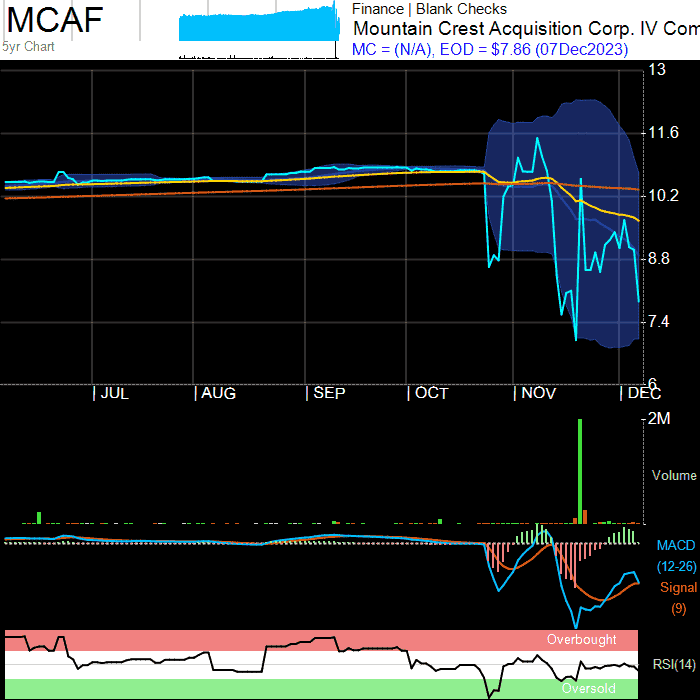 MCAF
5yr Chart
Finance | Blank Checks
Mountain Crest Acquisition Corp. IV Com
MC = (N/A), EOD = $7.86 (07Dec2023)
13
11.6
10.2
8.8
7.4
6
| JUL | AUG | SEP | OCT | NOV | DEC
2M
Volume
MACD
(12-26)
Signal
(9)
Overbought
RSI(14)
Oversold